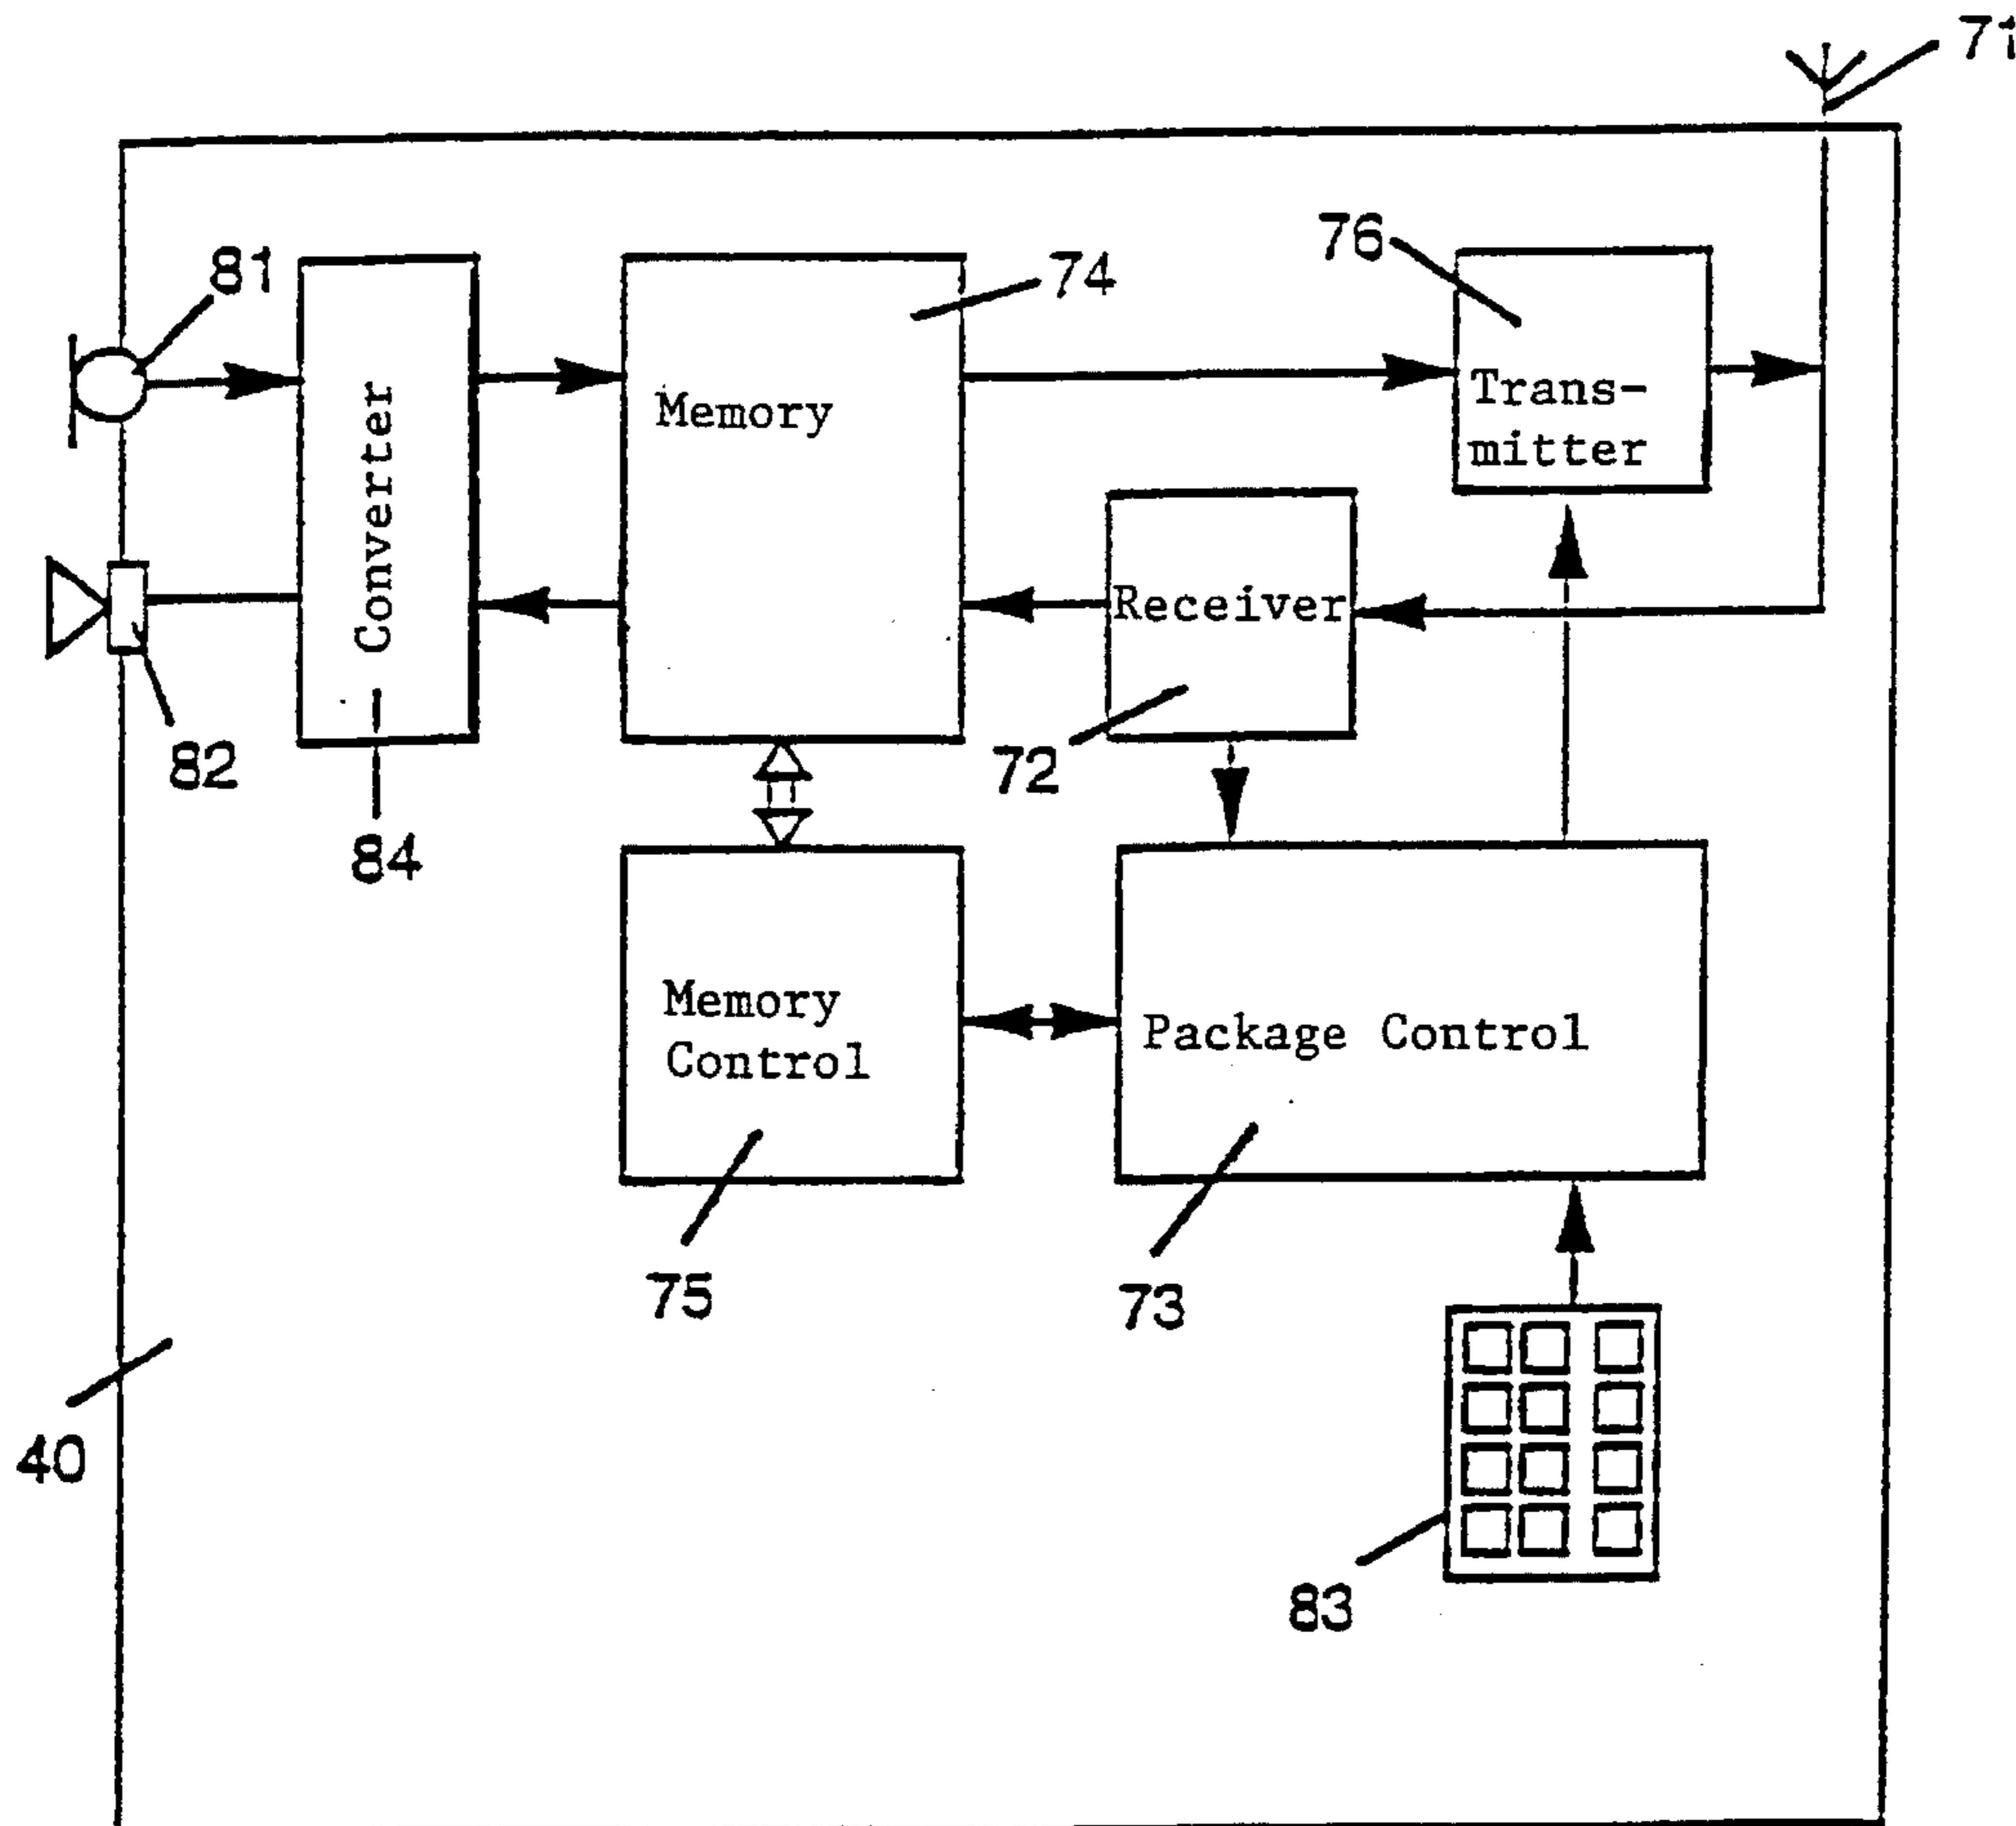 71
76
81
74
Trans-
mitter
Memory
Converter
Receiver
72
82
84
Memory
Control
Package Control
75
73
40
83